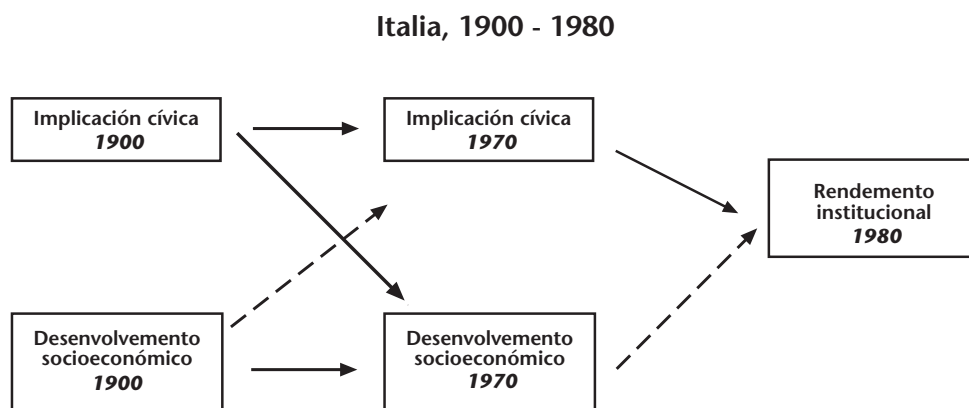 Italia, 1900 - 1980
Implicación cívica
1900
Implicación cívica
1970
Rendemento
institucional
1980
Desenvolvemento
socioeconómico
1900
Desenvolvemento
socioeconómico
1970